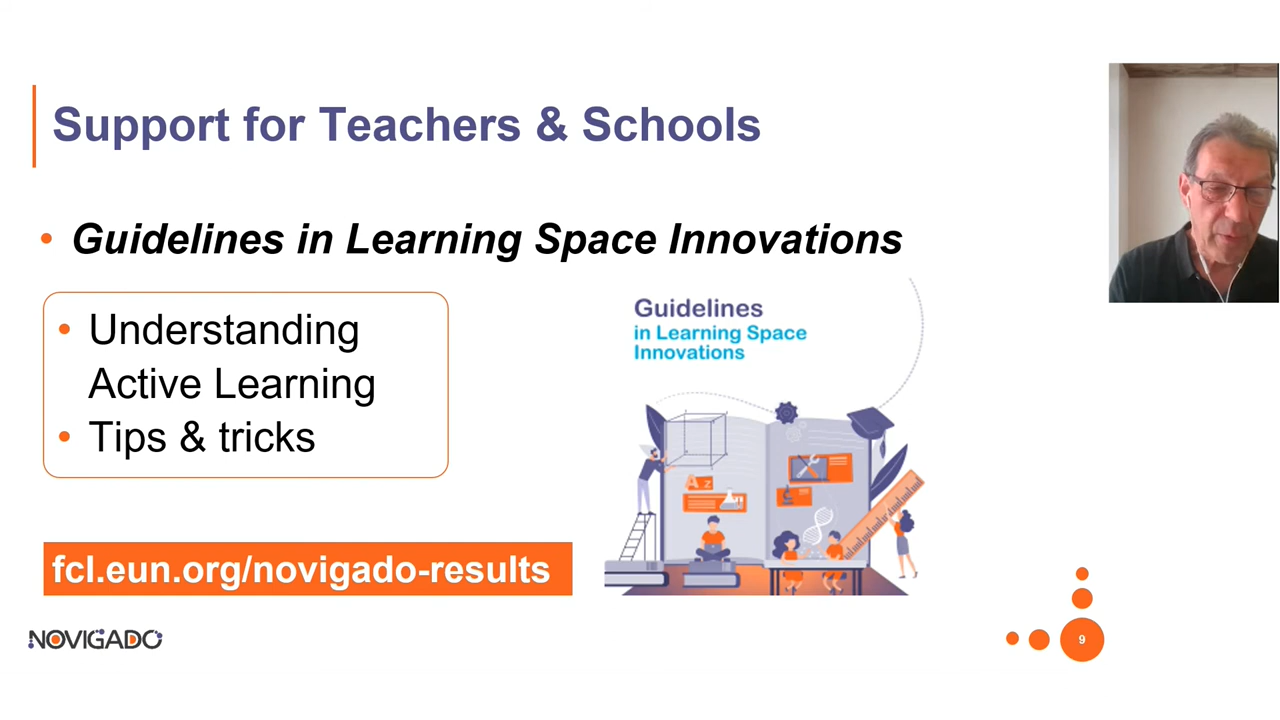 Support for Teachers & Schools
• Guidelines in Learning Space Innovations
• Understanding
Active Learning
• Tips & tricks
Guidelines
in Learning Space
Innovations
A z
fcl.eun.org/novigado-results
NOVIGADO
9